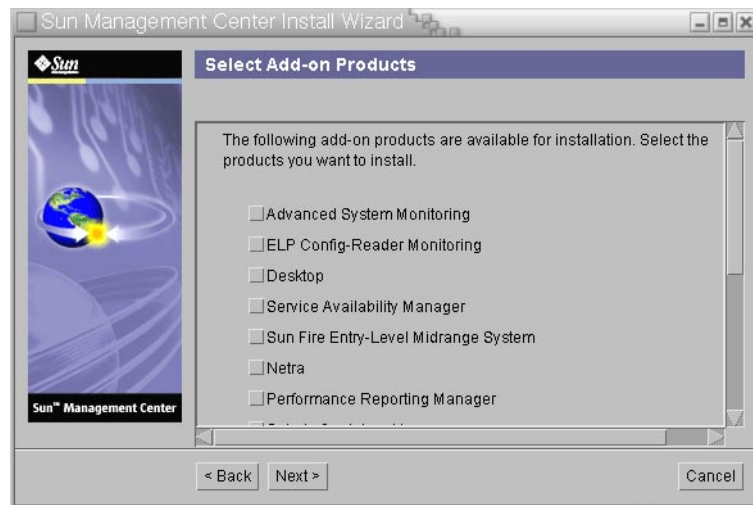 Sun Management Center Install Wizard
Sun
Select Add-on Products
The following add-on products are available for installation. Select the
products you want to install.
Advanced System Monitoring
ELP Config-Reader Monitoring
Desktop
Service Availability Manager
Sun Fire Entry-Level Midrange System
Netra
Performance Reporting Manager
Sun™ Management Center
< Back
Next >
Cancel